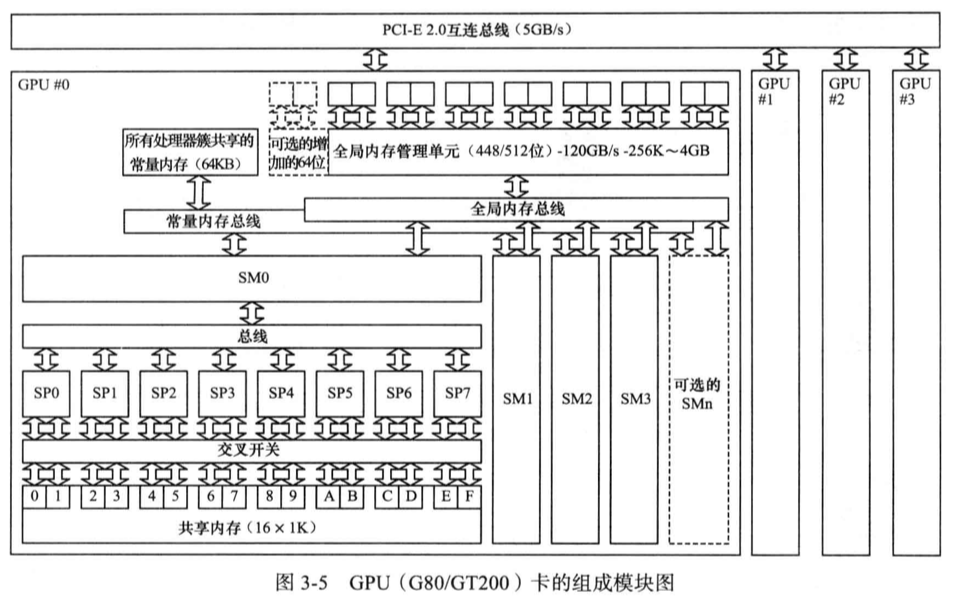 PCI-E 2.0互连总线（5GB/s）
GPU #0
GPU
#1
GPU
#2
GPU
#3
所有处理器簇共享的
常量内存（64KB）
可选的增
加的64位
全局内存管理单元（448/512位）-120GB/s -256K～4GB
全局内存总线
常量内存总线
SM0
总线
SP0 SP1 SP2 SP3 SP4 SP5 SP6 SP7
交叉开关
0 1 2 3 4 5 6 7 8 9 A B C D E F
共享内存（16×1K）
SM1
SM2
SM3
可选的
SMn
图 3-5 GPU（G80/GT200）卡的组成模块图